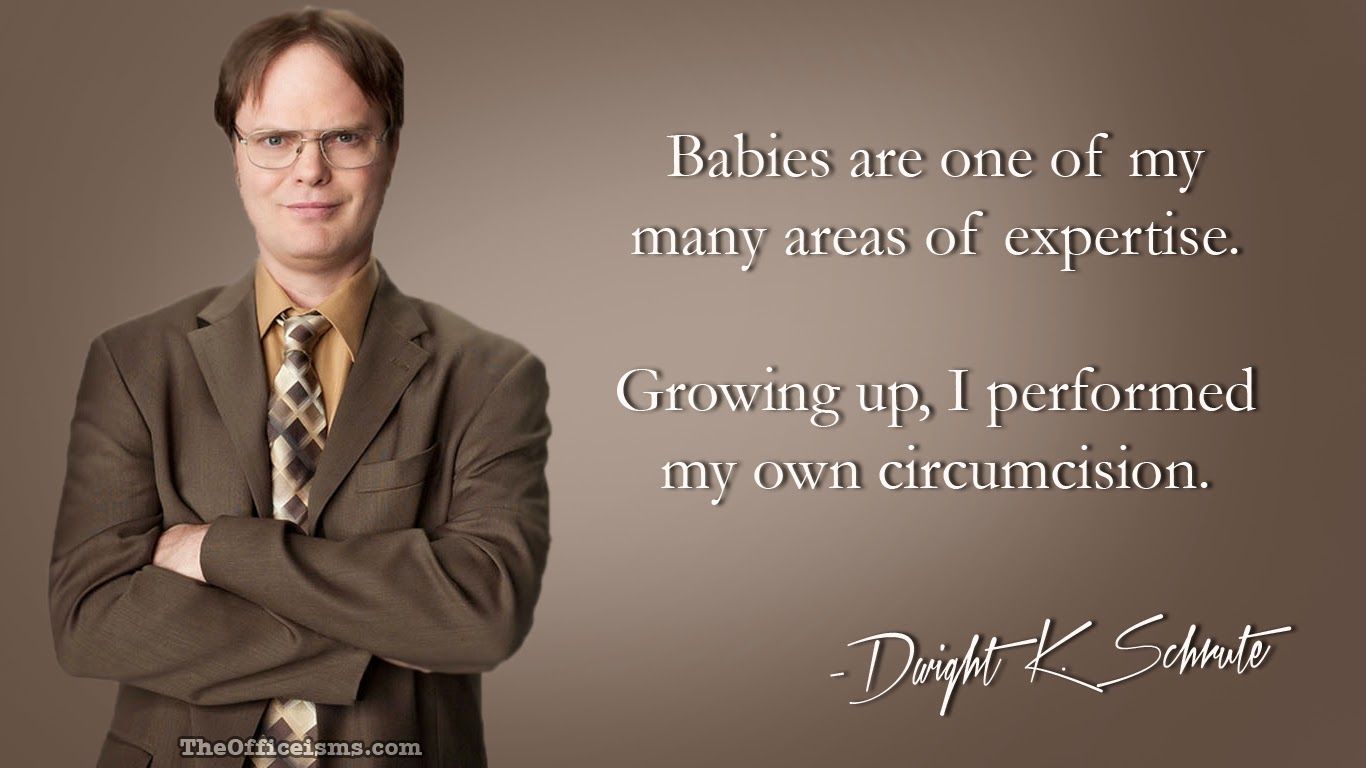 Babies are one of my
many areas of expertise.
Growing up, I performed
my own circumcision.
-Dwight K. Schrute
TheOfficeisms.com